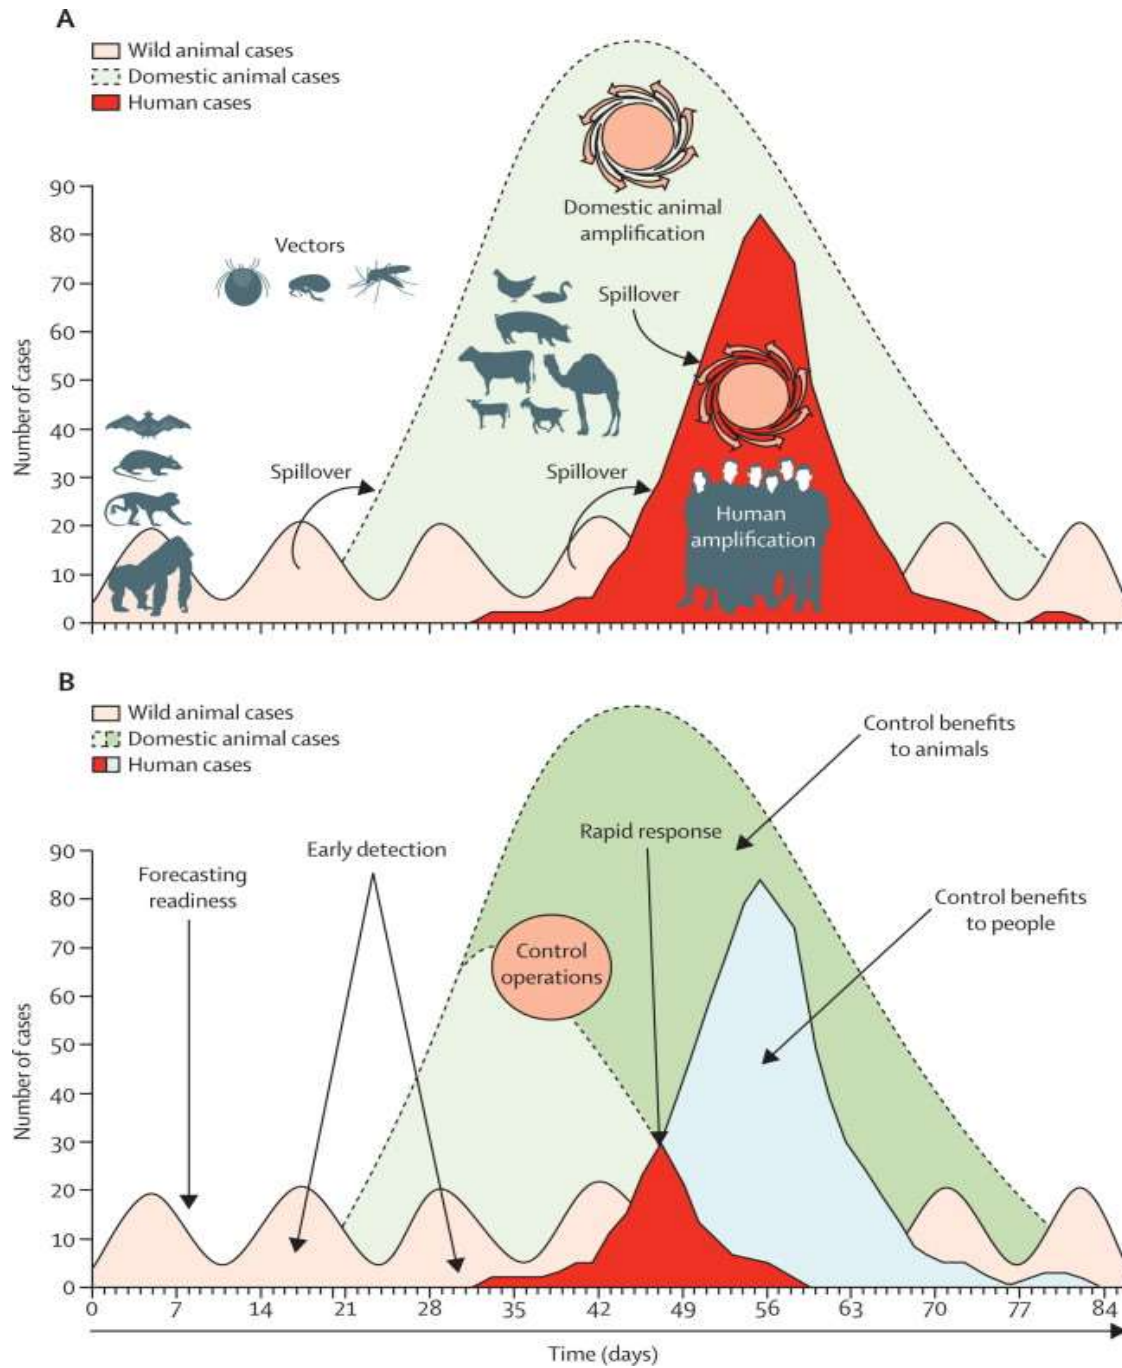 A
Wild animal cases
Domestic animal cases
Human cases
90
80
70
60
50
40
30
20
10
0
Number of cases
Vectors
Domestic animal
amplification
Spillover
Spillover
Spillover
Human
amplification
B
Wild animal cases
Domestic animal cases
Human cases
Control benefits
to animals
Rapid response
Early detection
Forecasting
readiness
Control benefits
to people
Control
operations
90
80
70
60
50
40
30
20
10
0
Number of cases
0 7 14 21 28 35 42 49 56 63 70 77 84
Time (days)